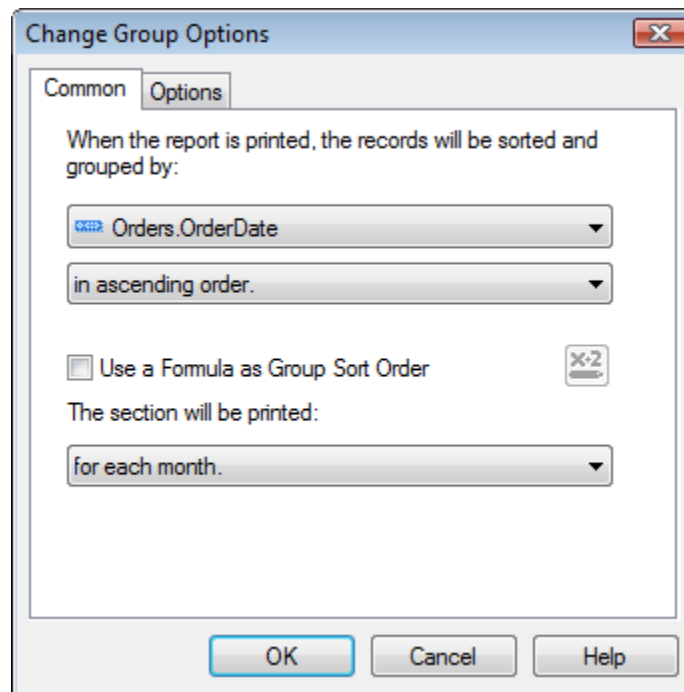 Change Group Options
Common
Options
When the report is printed, the records will be sorted and
grouped by:
Orders.OrderDate
in ascending order.
Use a Formula as Group Sort Order
x+2
The section will be printed:
for each month.
OK
Cancel
Help